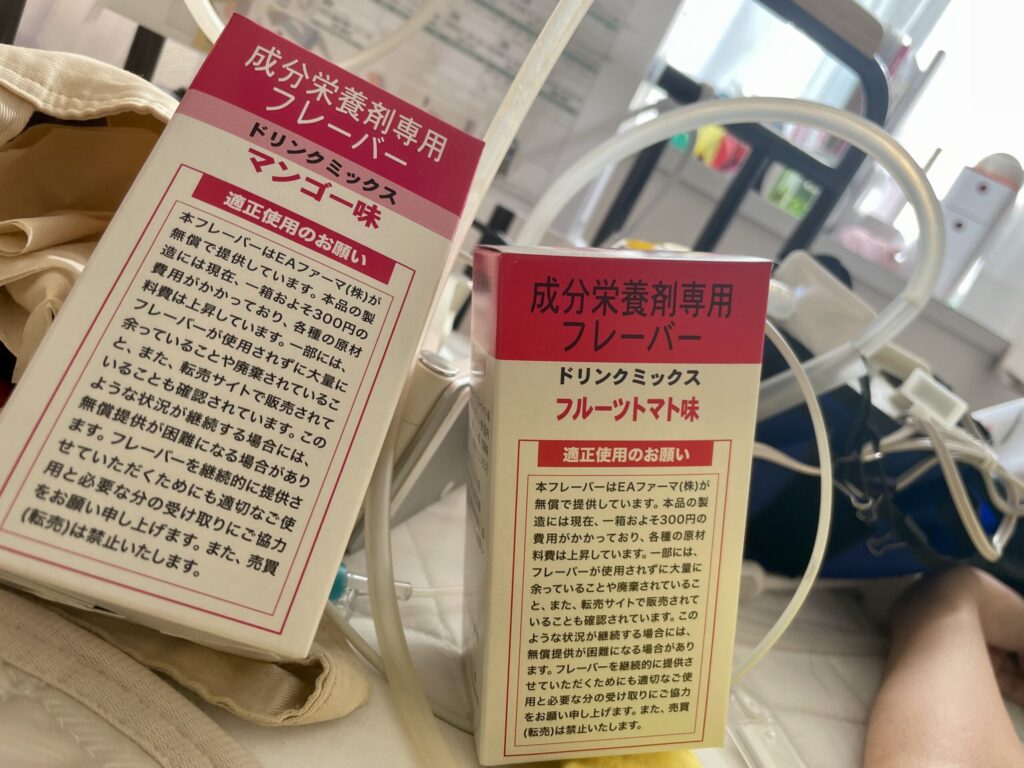 成分栄養剤専用
フレーバー
ドリンクミックス
マンゴー味
適正使用のお願い
本フレーバーはEAファーマ(株)が
無償で提供しています。本品の製
造には現在、一箱およそ300円の
費用がかかっており、各種の原材
料費は上昇しています。一部には、
フレーバーが使用されずに大量に
余っていることや廃棄されているこ
と、また、転売サイトで販売されて
いることも確認されています。この
ような状況が継続する場合には、
無償提供が困難になる場合があり
ます。フレーバーを継続的に提供さ
せていただくためにも適切なご使
用と必要な分の受け取りにご協力
をお願い申し上げます。また、売買
(転売)は禁止いたします。
成分栄養剤専用
フレーバー
ドリンクミックス
フルーツトマト味
適正使用のお願い
本フレーバーはEAファーマ(株)が
無償で提供しています。本品の製
造には現在、一箱およそ300円の
費用がかかっており、各種の原材
料費は上昇しています。一部には、
フレーバーが使用されずに大量に
余っていることや廃棄されているこ
と、また、転売サイトで販売されて
いることも確認されています。この
ような状況が継続する場合には、
無償提供が困難になる場合があり
ます。フレーバーを継続的に提供さ
せていただくためにも適切なご使
用と必要な分の受け取りにご協力
をお願い申し上げます。また、売買
(転売)は禁止いたします。